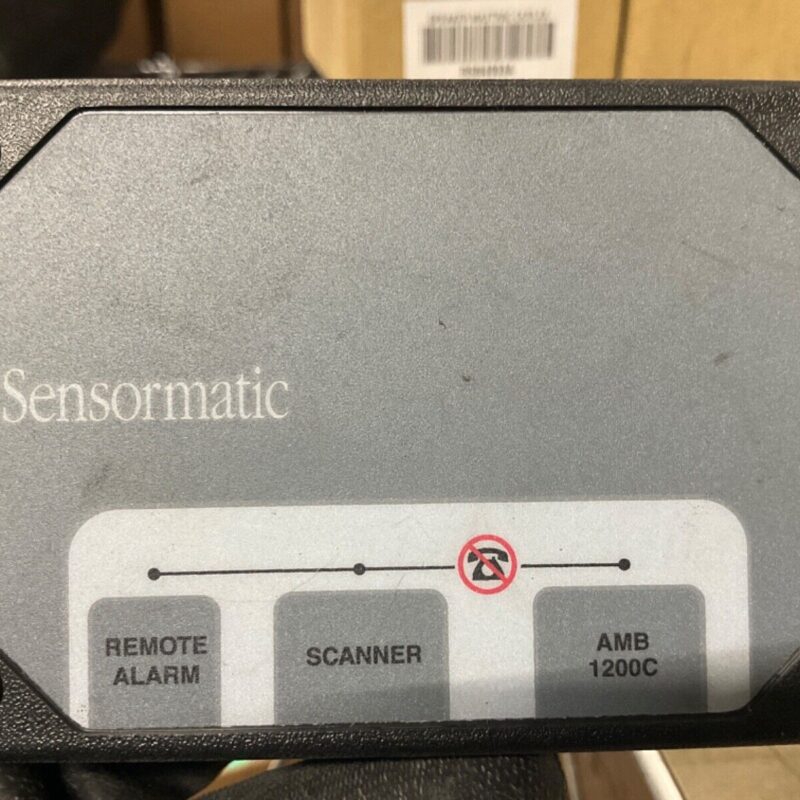 Sensormatic
REMOTE
ALARM
SCANNER
AMB
1200C